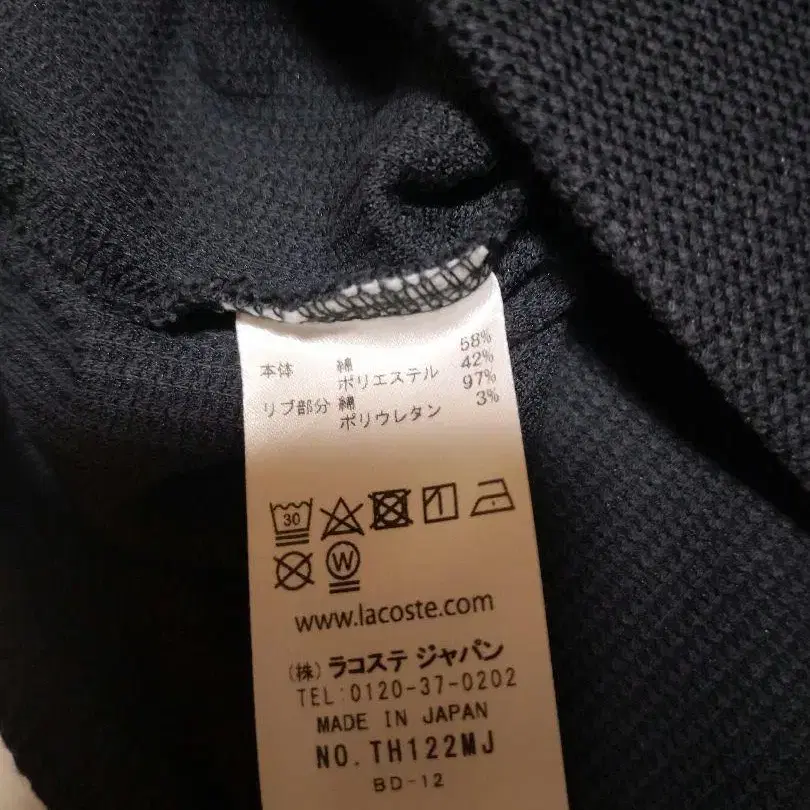 本体 綿 58%
ポリエステル 42%
リブ部分 綿 97%
ポリウレタン 3%
30
W
www.lacoste.com
(株) ラコステ ジャパン
TEL:0120-37-0202
MADE IN JAPAN
NO. TH122MJ
BD-12